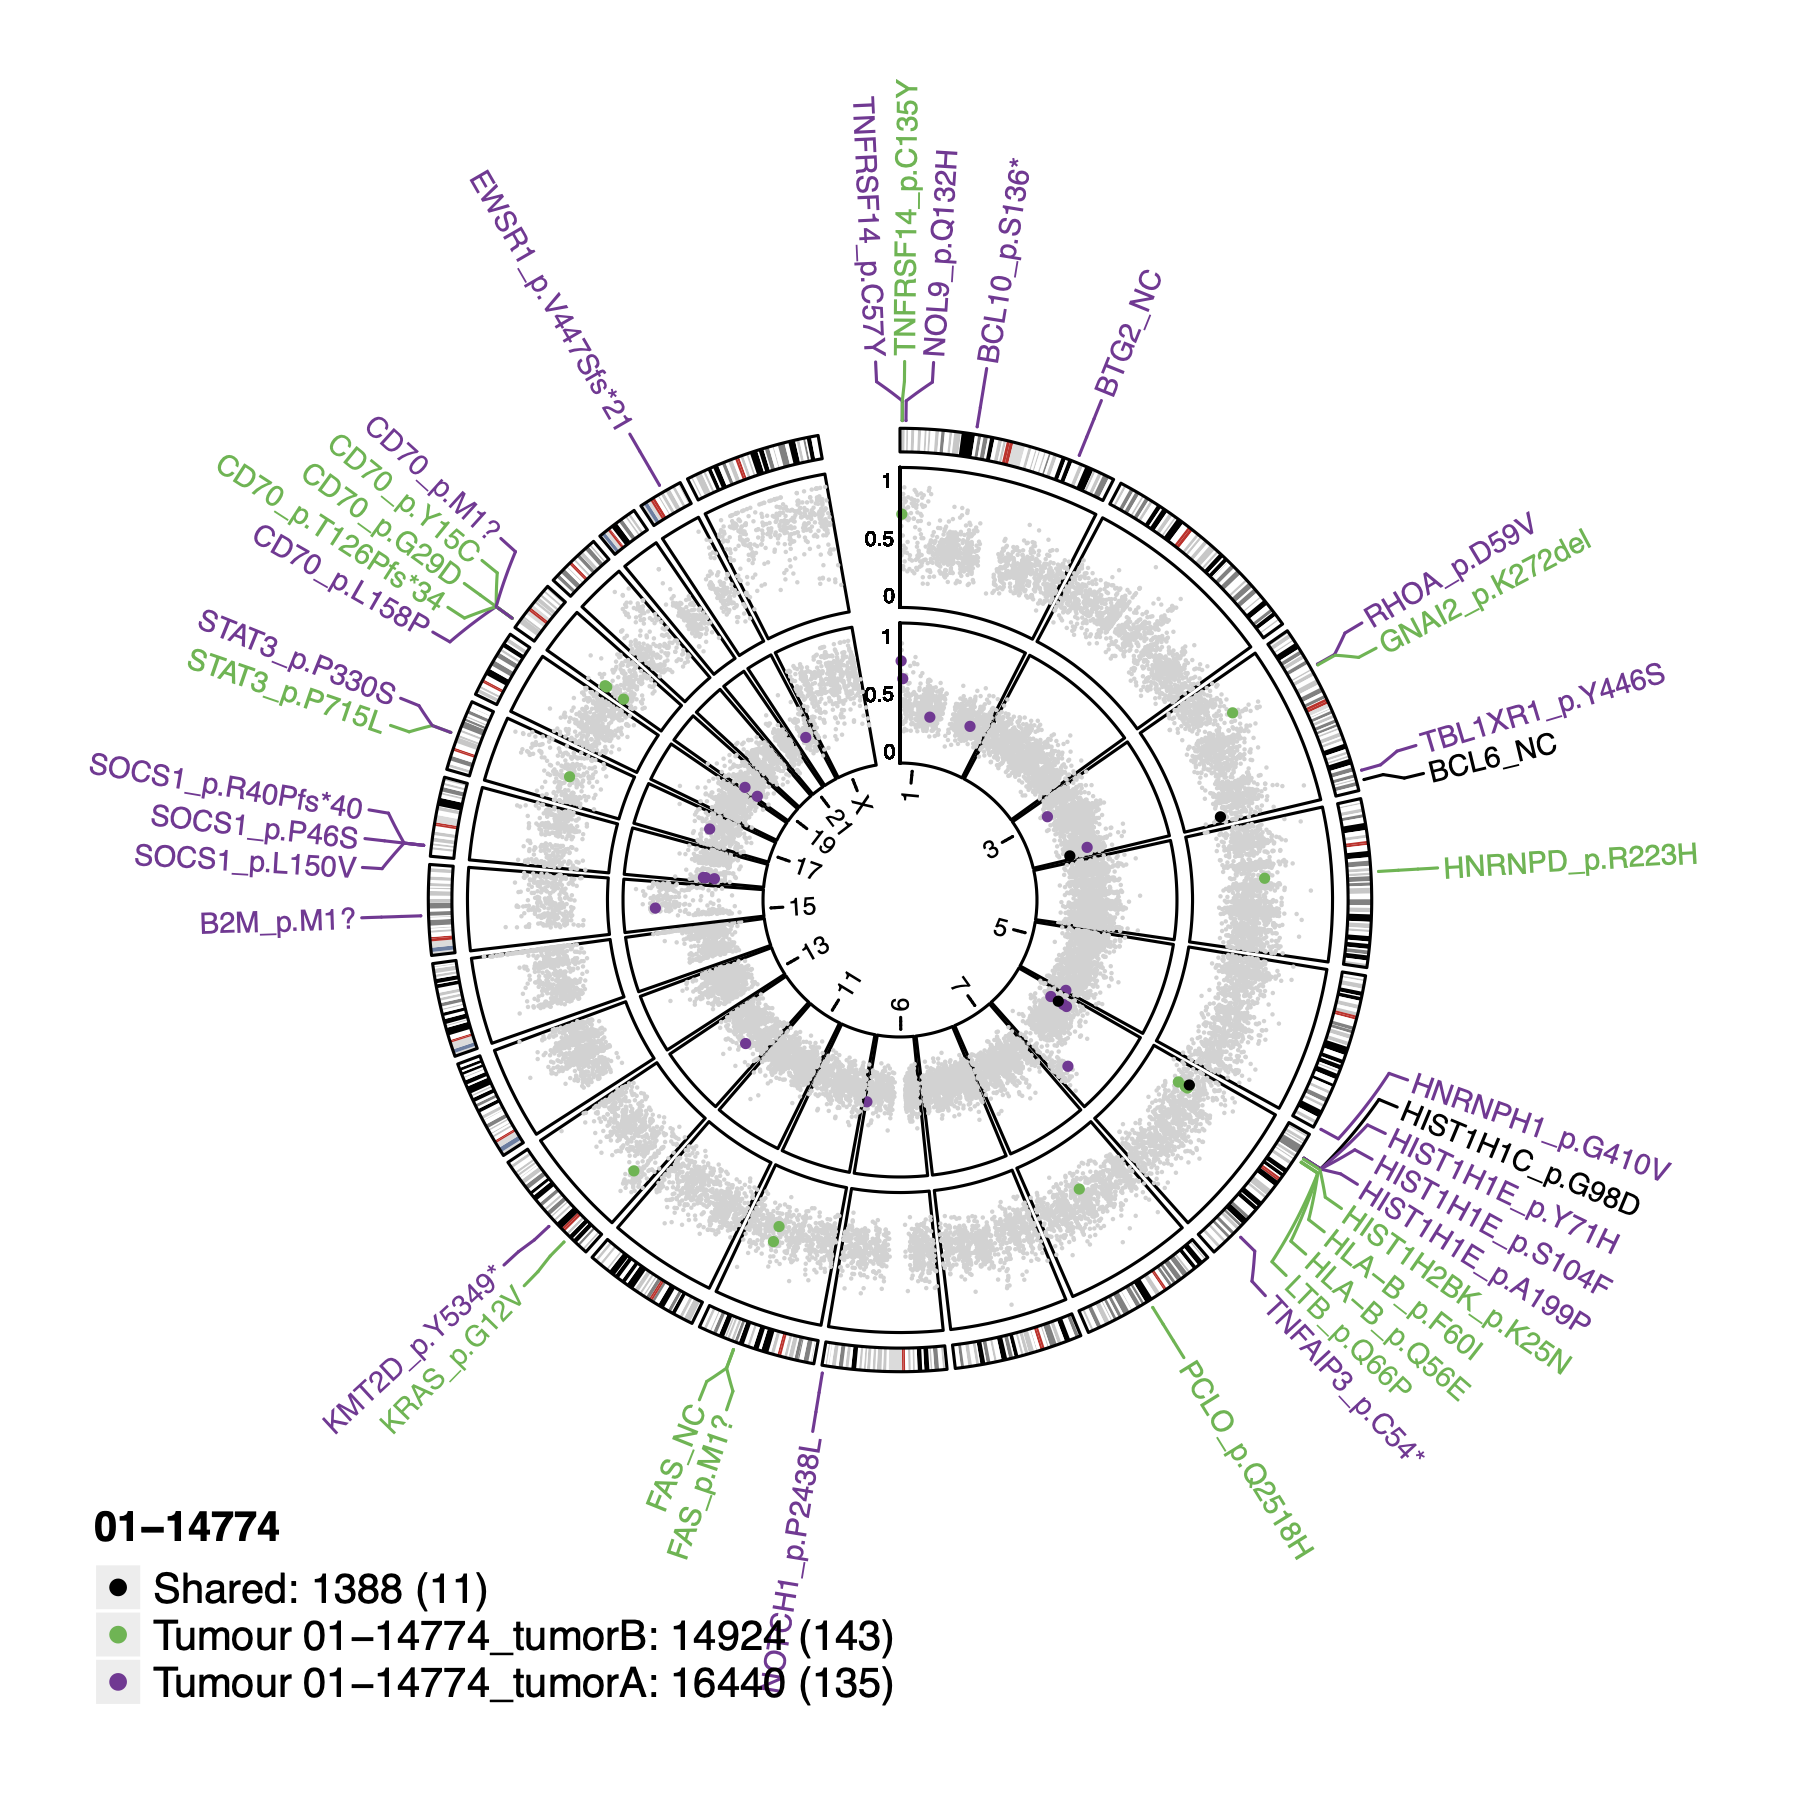 TNFRSF14_p.C57Y
TNFRSF14_p.C135Y
NOL9_p.Q132H
BCL10_p.S136*
BTG2_NC
RHOA_p.D59V
GNAI2_p.K272del
TBL1XR1_p.Y446S
BCL6_NC
HNRNPD_p.R223H
HNRNPH1_p.G410V
HIST1H1C_p.G98D
HIST1H1E_p.Y71H
HIST1H1E_p.S104F
HIST1H1E_p.A199P
HIST1H2BK_p.K25N
HLA-B_p.F60I
HLA-B_p.Q56E
LTB_p.Q66P
TNFAIP3_p.C54*
PCLO_p.Q2518H
NOTCH1_p.P2438L
FAS_p.M1?
FAS_NC
KRAS_p.G12V
KMT2D_p.Y5349*
B2M_p.M1?
SOCS1_p.L150V
SOCS1_p.P46S
SOCS1_p.R40Pfs*40
STAT3_p.P715L
STAT3_p.P330S
CD70_p.L158P
CD70_p.T126Pfs*34
CD70_p.G29D
CD70_p.Y15C
CD70_p.M1?
EWSR1_p.V447Sfs*21
1
0.5
0
1
0.5
0
1
3
5
7
9
11
13
15
17
19
21
X
01−14774
Shared: 1388 (11)
Tumour 01−14774_tumorB: 14924 (143)
Tumour 01−14774_tumorA: 16440 (135)